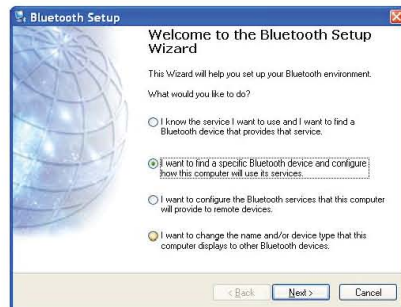 Bluetooth Setup
Welcome to the Bluetooth Setup
Wizard
This Wizard will help you set up your Bluetooth environment.
What would you like to do?
I know the service I want to use and I want to find a
Bluetooth device that provides that service.
I want to find a specific Bluetooth device and configure
how this computer will use its services.
I want to configure the Bluetooth services that this computer
will provide to remote devices.
I want to change the name and/or device type that this
computer displays to other Bluetooth devices.
< Back Next > Cancel